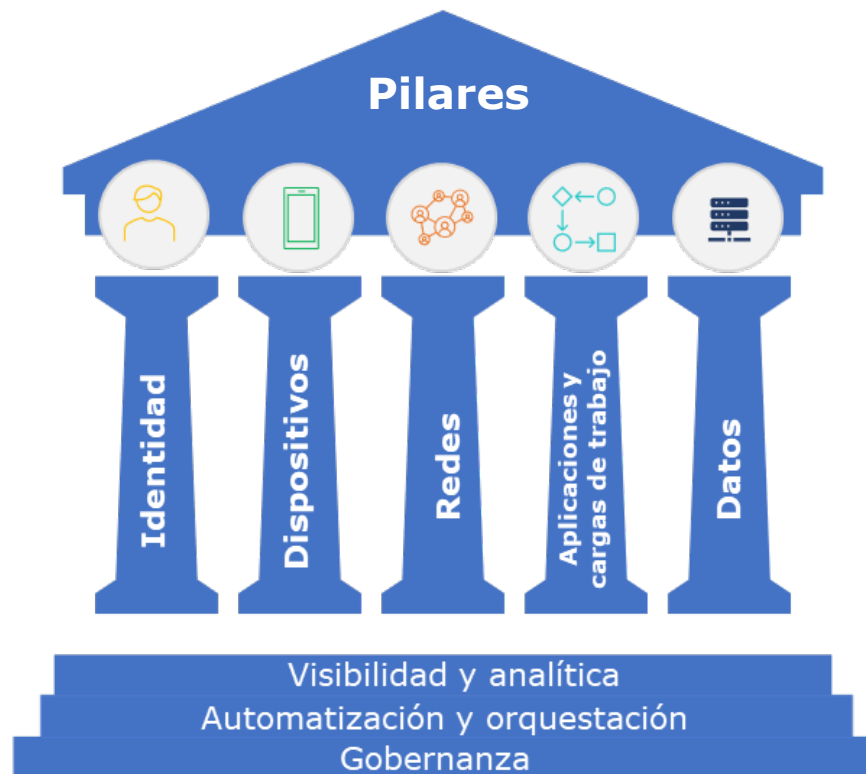 Pilares
Identidad
Dispositivos
Redes
Aplicaciones y
cargas de trabajo
Datos
Visibilidad y analítica
Automatización y orquestación
Gobernanza